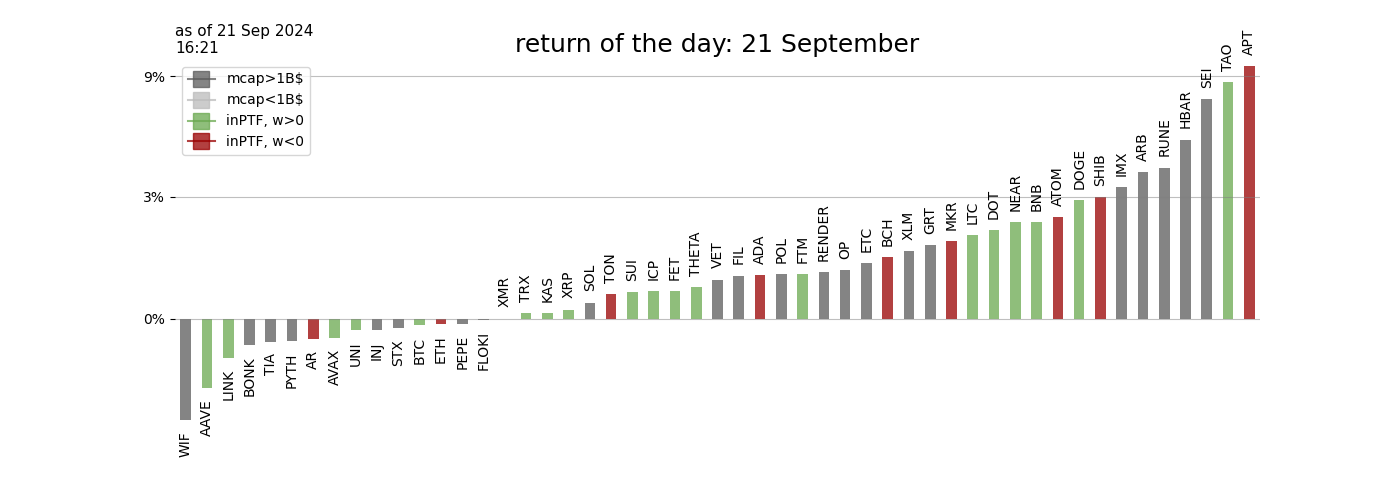 as of 21 Sep 2024
16:21
return of the day: 21 September
mcap>1B$
mcap<1B$
inPTF, w>0
inPTF, w<0
9%
3%
0%
WIF
AAVE
LINK
BONK
TIA
PYTH
AR
AVAX
UNI
INJ
STX
BTC
ETH
PEPE
FLOKI
XMR
TRX
KAS
XRP
SOL
TON
SUI
ICP
FET
THETA
VET
FIL
ADA
POL
FTM
RENDER
OP
ETC
BCH
XLM
GRT
MKR
LTC
DOT
NEAR
BNB
ATOM
DOGE
SHIB
IMX
ARB
RUNE
HBAR
SEI
TAO
APT